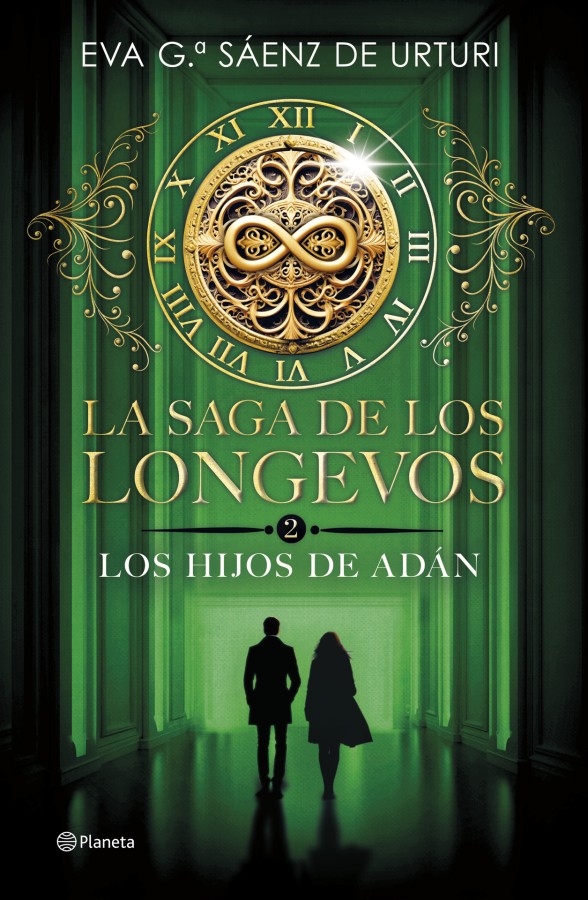 EVA G.ª SÁENZ DE URTURI
XII
I
II
III
IV
V
VI
VII
VIII
IX
X
XI
LA SAGA DE LOS
LONGEVOS
2
LOS HIJOS DE ADÁN
Planeta